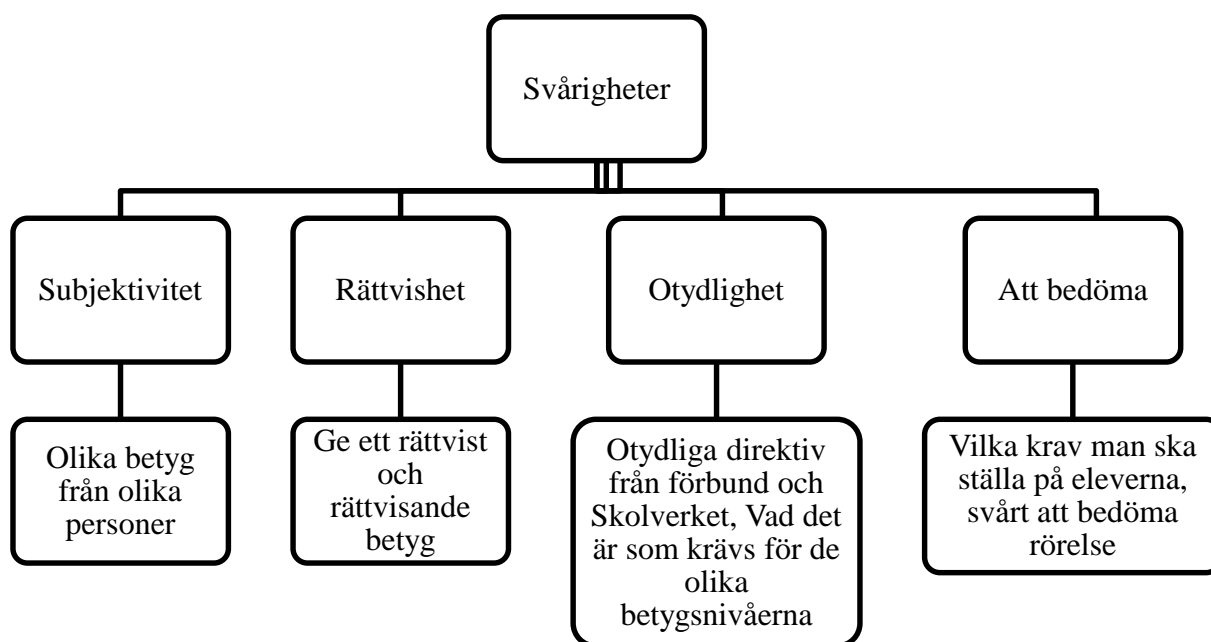 Svårigheter
Subjektivitet
Rättvishet
Otydlighet
Att bedöma
Olika betyg
från olika
personer
Ge ett rättvist
och
rättvisande
betyg
Otydliga direktiv
från förbund och
Skolverket, Vad det
är som krävs för de
olika
betygsnivåerna
Vilka krav man ska
ställa på eleverna,
svårt att bedöma
rörelse